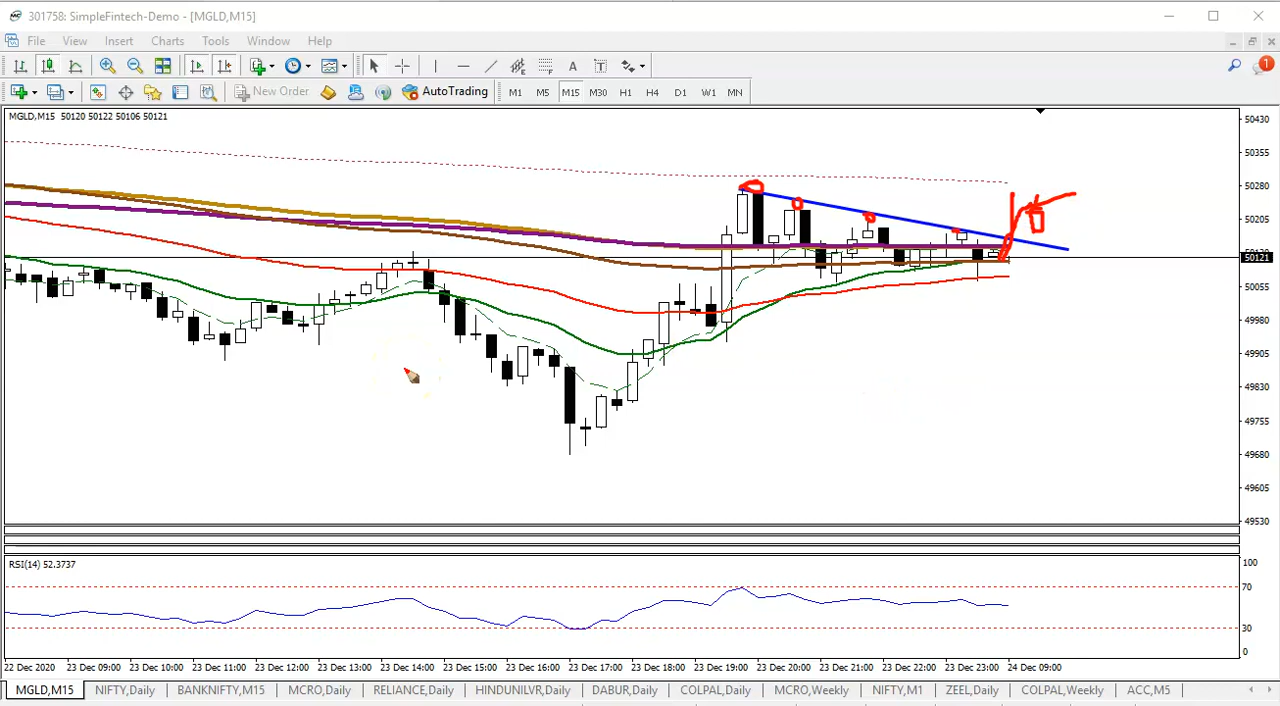 301758: SimpleFintech-Demo - [MGLD,M15]
File View Insert Charts Tools Window Help
1
New Order AutoTrading M1 M5 M15 M30 H1 H4 D1 W1 MN
MGLD,M15 50120 50122 50106 50121
50430
50355
50280
50205
50130
50121
50055
49980
49905
49830
49755
49680
49605
49530
RSI(14) 52.3737
100
70
30
0
22 Dec 2020 23 Dec 09:00 23 Dec 10:00 23 Dec 11:00 23 Dec 12:00 23 Dec 13:00 23 Dec 14:00 23 Dec 15:00 23 Dec 16:00 23 Dec 17:00 23 Dec 18:00 23 Dec 19:00 23 Dec 20:00 23 Dec 21:00 23 Dec 22:00 23 Dec 23:00 24 Dec 09:00
MGLD,M15 NIFTY,Daily BANKNIFTY,M15 MCRO,Daily RELIANCE,Daily HINDUNILVR,Daily DABUR,Daily COLPAL,Daily MCRO,Weekly NIFTY,M1 ZEEL,Daily COLPAL,Weekly ACC,M5